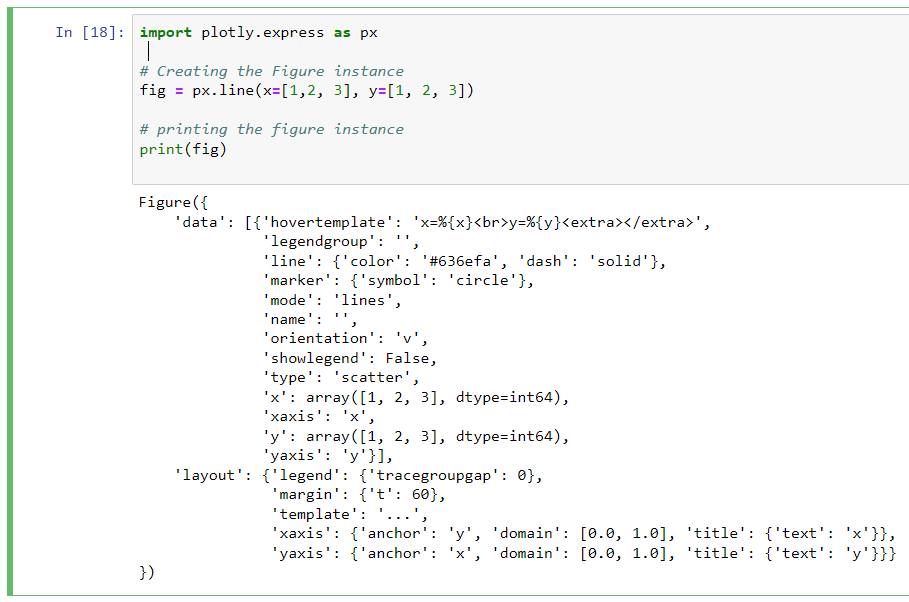 In [18]: import plotly.express as px
# Creating the Figure instance
fig = px.line(x=[1,2, 3], y=[1, 2, 3])
# printing the figure instance
print(fig)
Figure({
    'data': [{'hovertemplate': 'x=%{x}<br>y=%{y}<extra></extra>',
              'legendgroup': '',
              'line': {'color': '#636efa', 'dash': 'solid'},
              'marker': {'symbol': 'circle'},
              'mode': 'lines',
              'name': '',
              'orientation': 'v',
              'showlegend': False,
              'type': 'scatter',
              'x': array([1, 2, 3], dtype=int64),
              'xaxis': 'x',
              'y': array([1, 2, 3], dtype=int64),
              'yaxis': 'y'}],
    'layout': {'legend': {'tracegroupgap': 0},
               'margin': {'t': 60},
               'template': '...',
               'xaxis': {'anchor': 'y', 'domain': [0.0, 1.0], 'title': {'text': 'x'}},
               'yaxis': {'anchor': 'x', 'domain': [0.0, 1.0], 'title': {'text': 'y'}}}
})